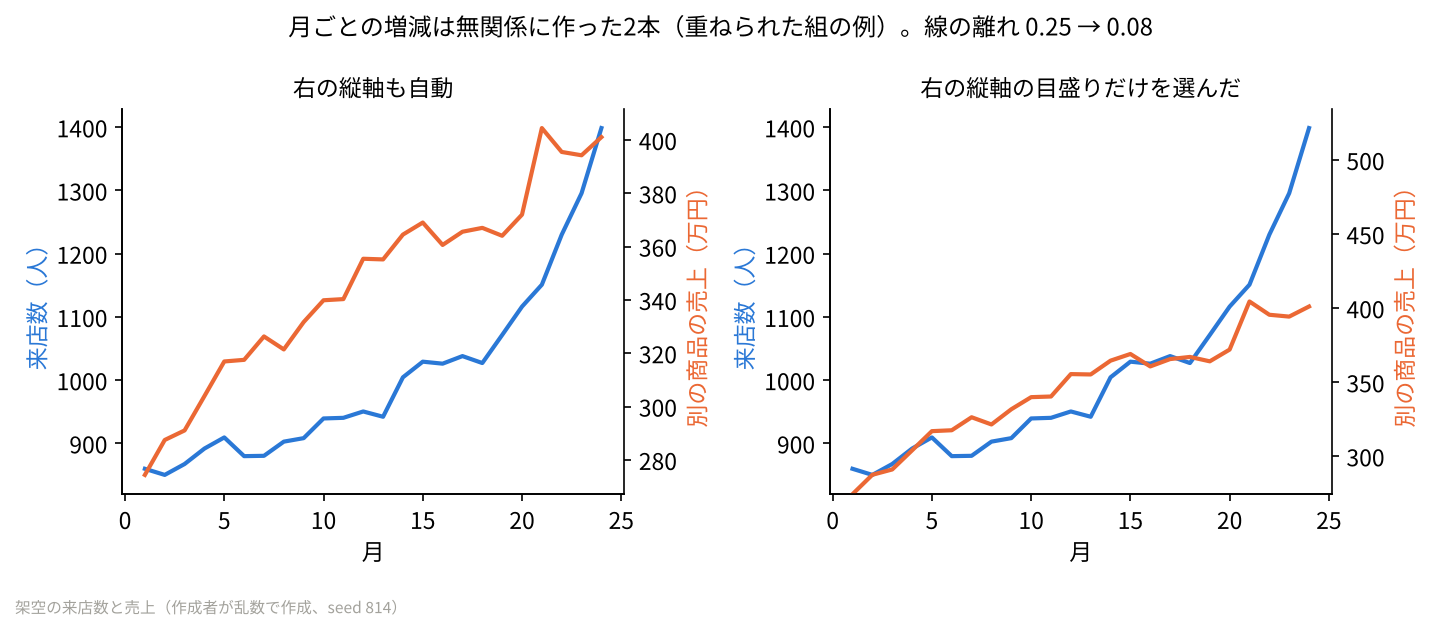 月ごとの増減は無関係に作った2本（重ねられた組の例）。線の離れ 0.25 → 0.08
右の縦軸も自動
1400
1300
1200
1100
1000
900
来店数（人）
400
380
360
340
320
300
280
別の商品の売上（万円）
0 5 10 15 20 25
月
右の縦軸の目盛りだけを選んだ
1400
1300
1200
1100
1000
900
来店数（人）
500
450
400
350
300
別の商品の売上（万円）
0 5 10 15 20 25
月
架空の来店数と売上（作成者が乱数で作成、seed 814）